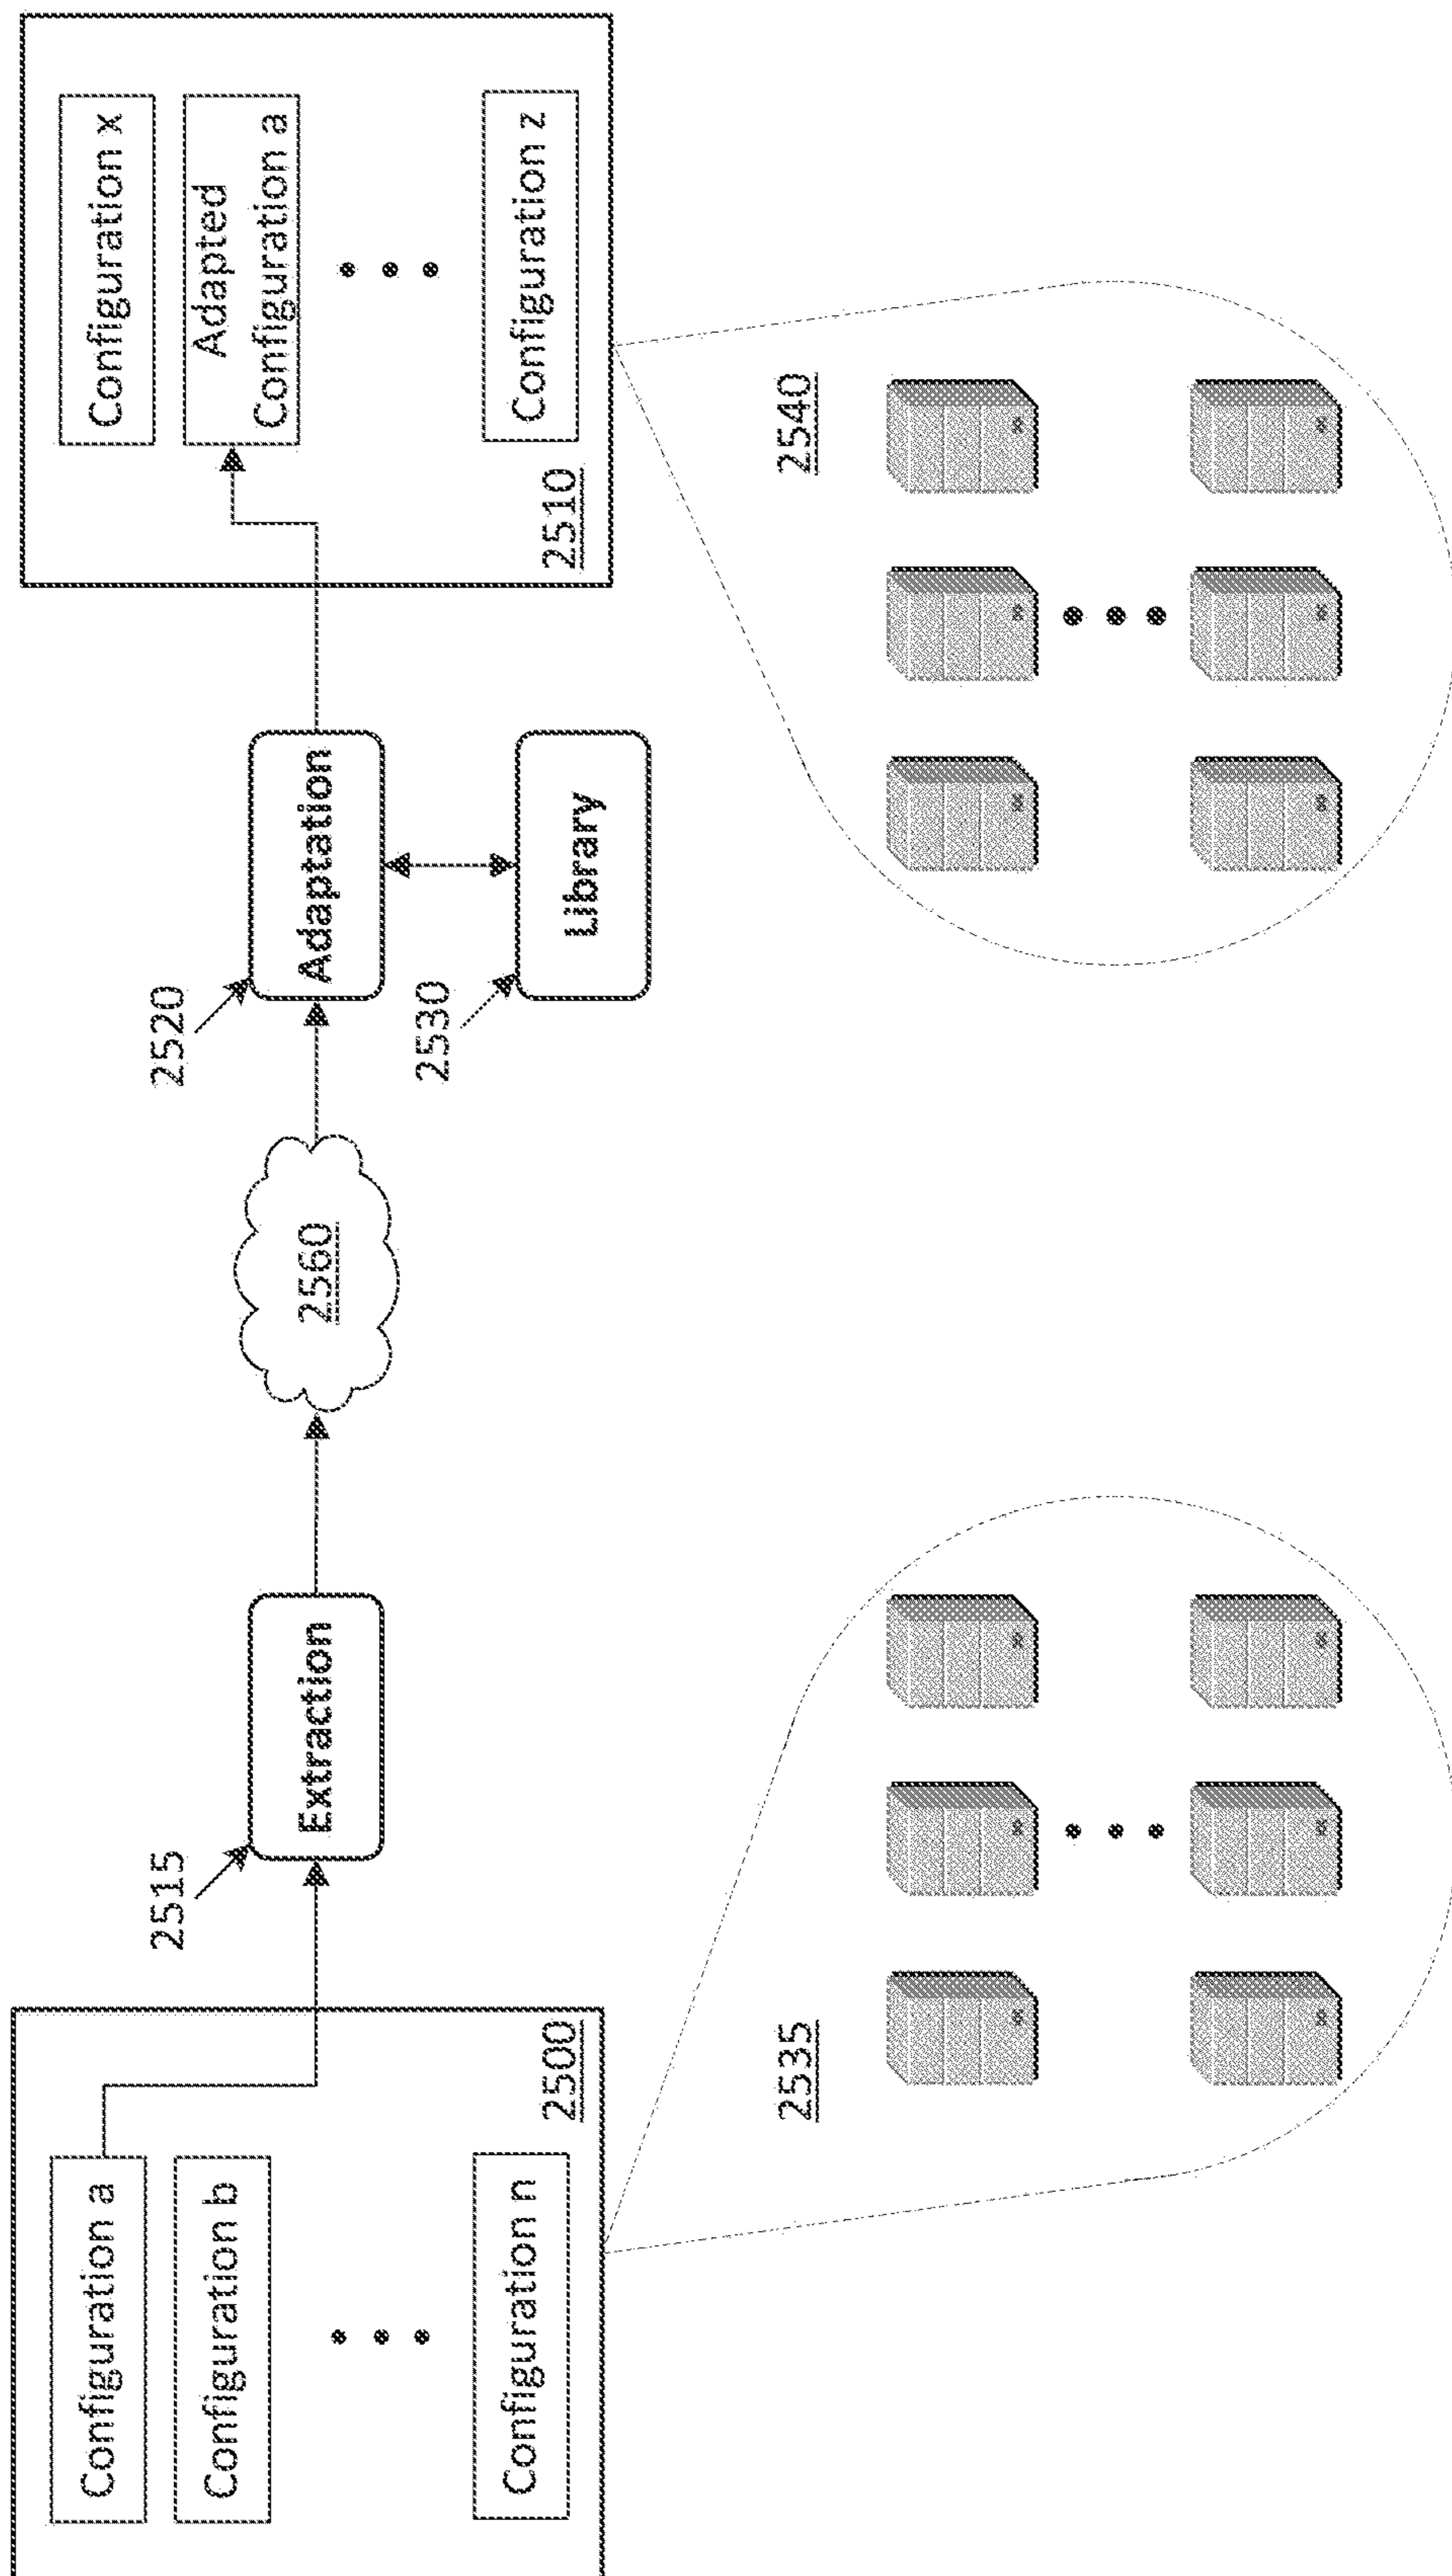 Configuration a
Configuration b
Configuration n
2500
2515
Extraction
2560
2520
Adaptation
2530
Library
Configuration x
Adapted
Configuration a
Configuration z
2510
2535
2540